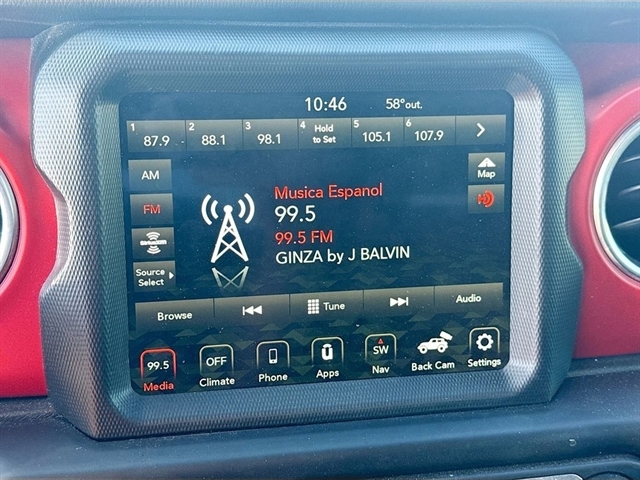 10:46 58°out.
1 87.9 2 88.1 3 98.1 4 Hold to Set 5 105.1 6 107.9
AM
Map
FM
Musica Espanol
99.5
99.5 FM
GINZA by J BALVIN
SiriusXM
Source Select
Browse Tune Audio
99.5 OFF SW
Media Climate Phone Apps Nav Back Cam Settings